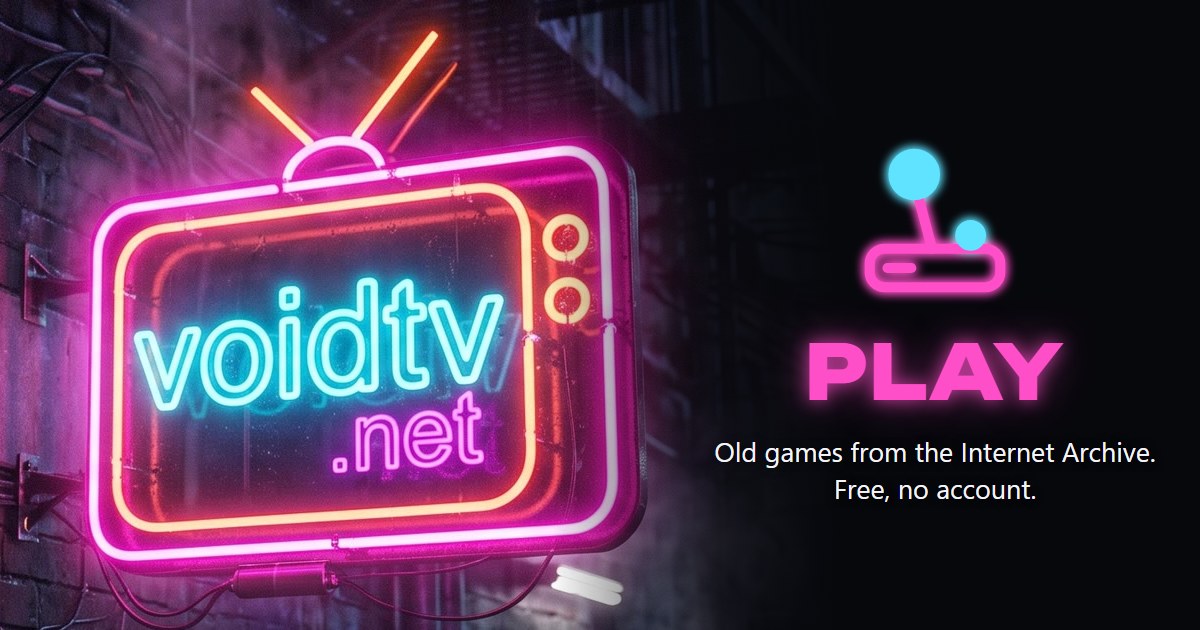 voidtv
.net
PLAY
Old games from the Internet Archive.
Free, no account.